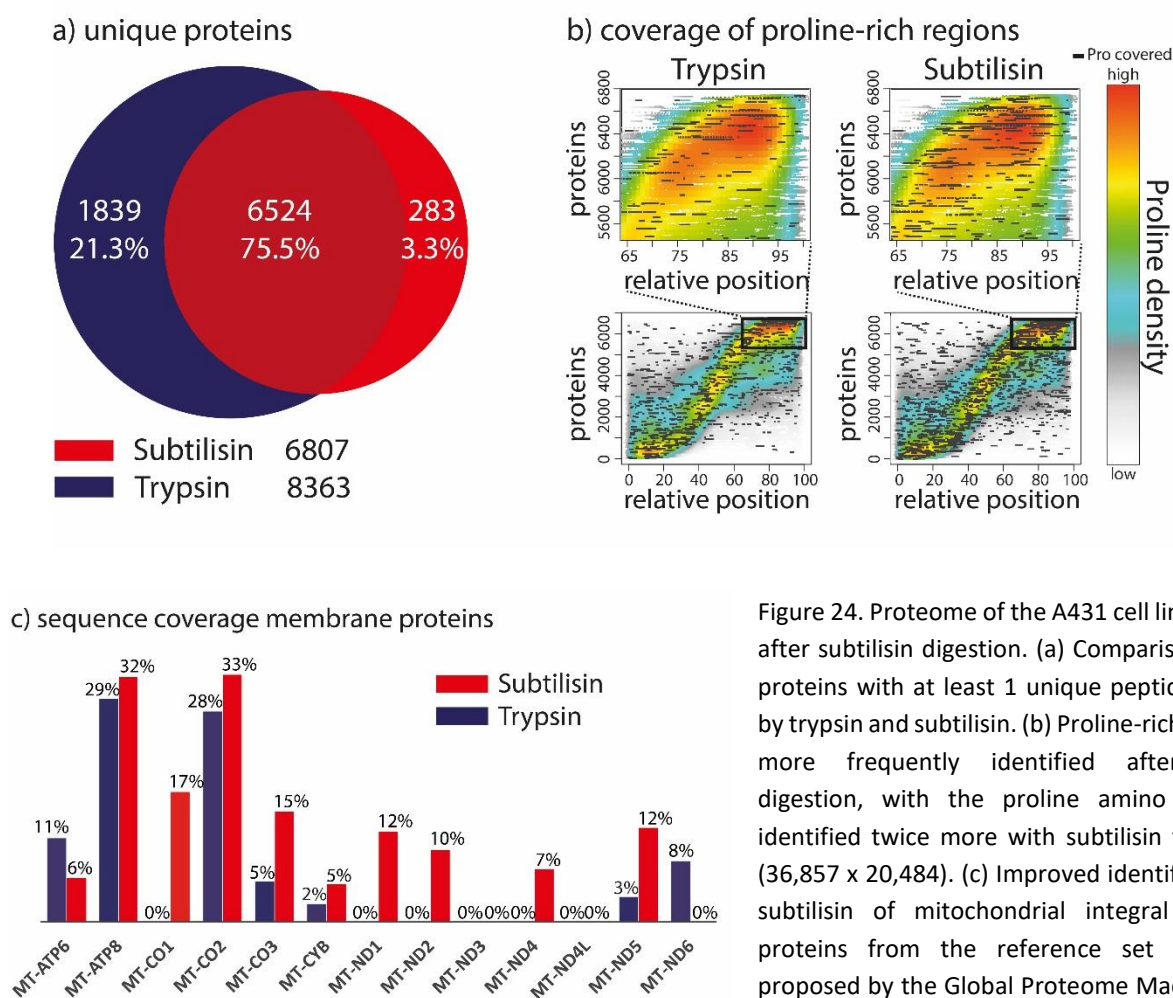 a) unique proteins
1839
21.3%
6524
75.5%
283
3.3%
Subtilisin 6807
Trypsin 8363
b) coverage of proline-rich regions
Trypsin
Subtilisin
Pro covered
high
low
Proline density
proteins
6800
6400
6000
5600
65 75 85 95
relative position
proteins
6800
6400
6000
5600
65 75 85 95
relative position
proteins
6000
4000
2000
0
0 20 40 60 80 100
relative position
proteins
6000
4000
2000
0
0 20 40 60 80 100
relative position
c) sequence coverage membrane proteins
Subtilisin
Trypsin
11% 6%
29% 32%
0% 17%
28% 33%
5% 15%
2% 5%
0% 12%
0% 10%
0% 0%
0% 7%
0% 0%
3% 12%
8% 0%
MT-ATP6 MT-ATP8 MT-CO1 MT-CO2 MT-CO3 MT-CYB MT-ND1 MT-ND2 MT-ND3 MT-ND4 MT-ND4L MT-ND5 MT-ND6
Figure 24. Proteome of the A431 cell lin
after subtilisin digestion. (a) Comparis
proteins with at least 1 unique peptic
by trypsin and subtilisin. (b) Proline-rich
more frequently identified after
digestion, with the proline amino
identified twice more with subtilisin
(36,857 x 20,484). (c) Improved identif
subtilisin of mitochondrial integral
proteins from the reference set
proposed by the Global Proteome Mac